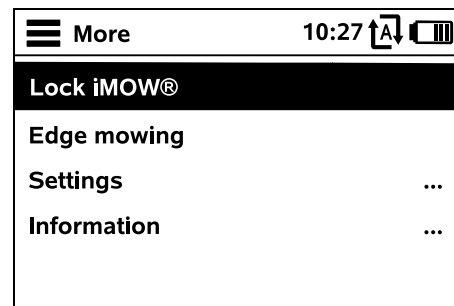 More 10:27 A
Lock iMOW®
Edge mowing
Settings ...
Information ...